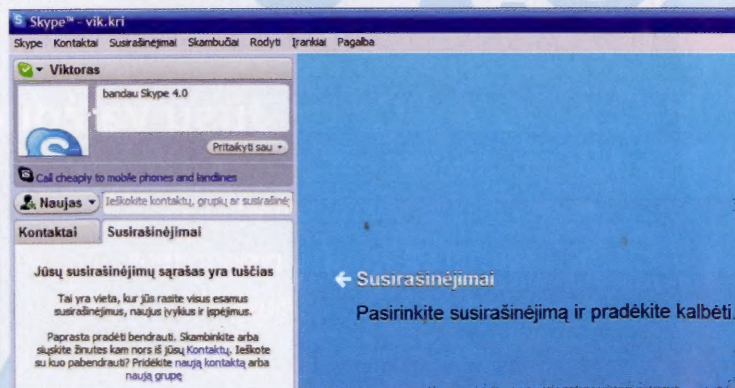 Skype™ - vik.kri
Skype Kontaktai Susirašinėjimai Skambučiai Rodyti Įrankiai Pagalba
Viktoras
bandau Skype 4.0
Pritaikyti sau
Call cheaply to mobile phones and landlines
Naujas Ieškokite kontaktų, grupių ar susirašinėj
Kontaktai Susirašinėjimai
Jūsų susirašinėjimų sąrašas yra tuščias
Tai yra vieta, kur jūs rasite visus esamus
susirašinėjimus, naujus įvykius ir įspėjimus.
Paprasta pradėti bendrauti. Skambinkite arba
siųskite žinutes kam nors iš jūsų Kontaktų. Ieškote
su kuo pabendrauti? Pridėkite naują kontaktą arba
naują grupę
Susirašinėjimai
Pasirinkite susirašinėjimą ir pradėkite kalbėti.